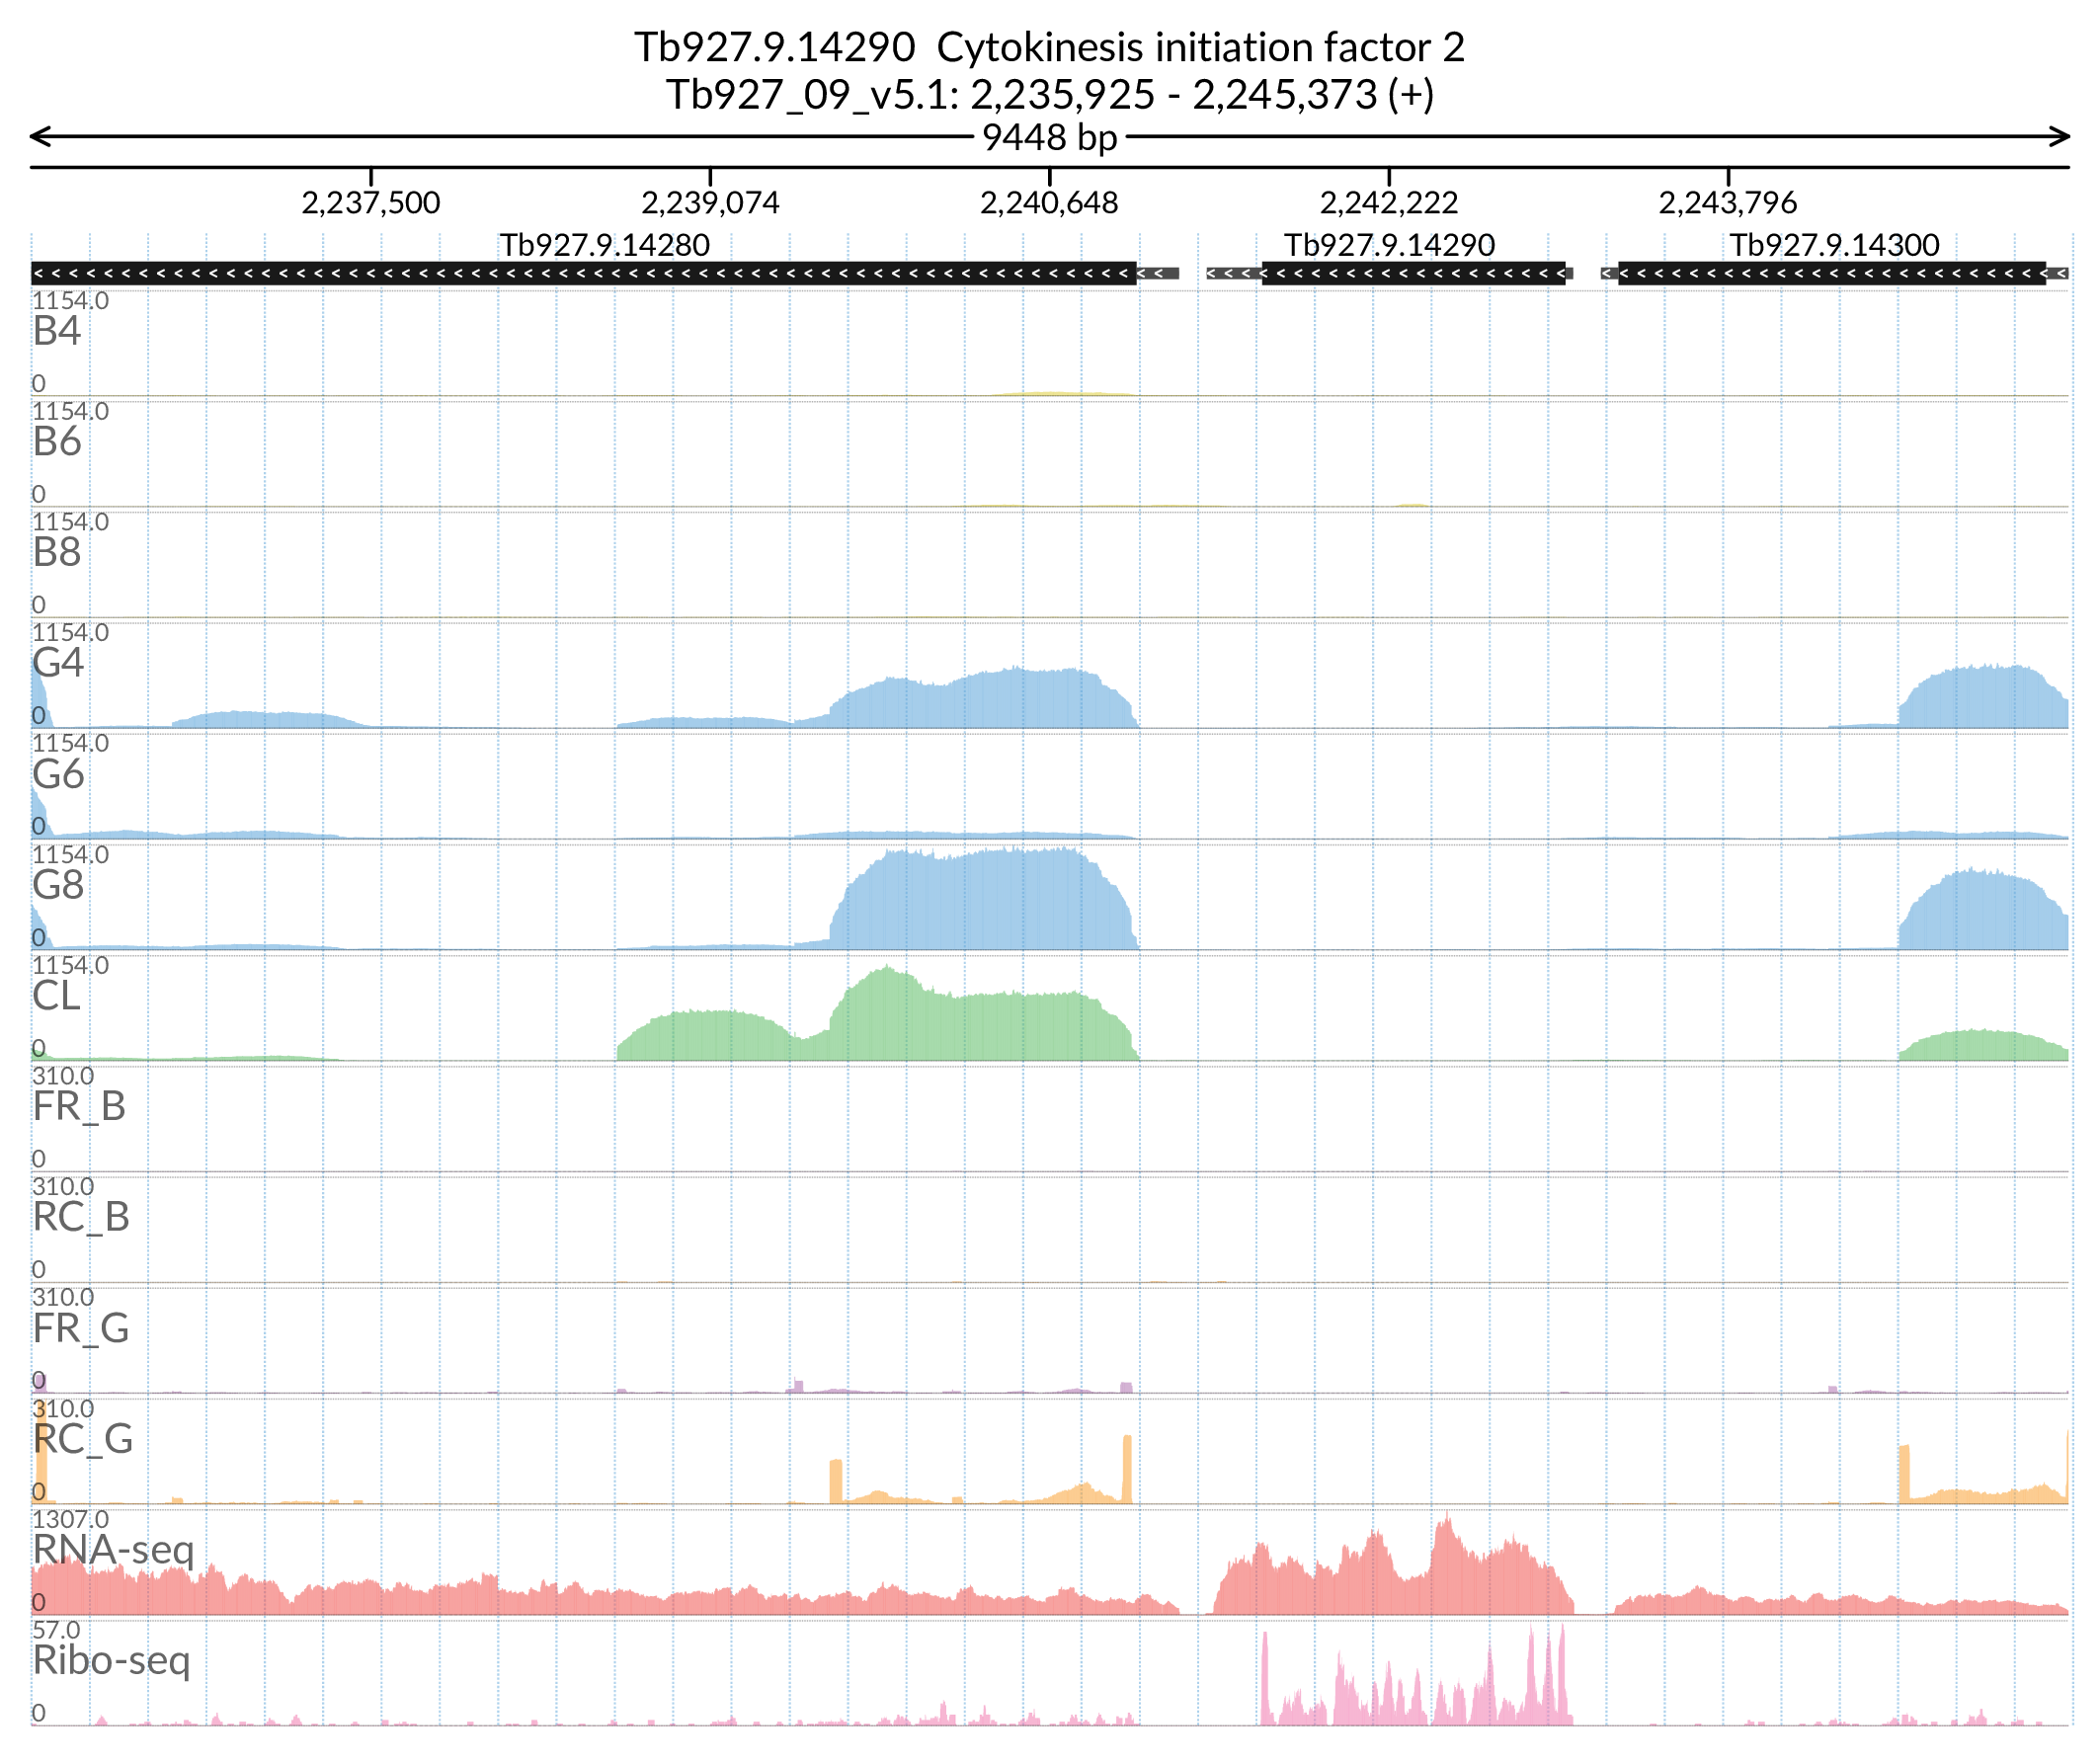 Tb927.9.14290  Cytokinesis initiation factor 2
Tb927_09_v5.1: 2,235,925 - 2,245,373 (+)
9448 bp
2,237,500 2,239,074 2,240,648 2,242,222 2,243,796
Tb927.9.14280 Tb927.9.14290 Tb927.9.14300
1154.0
B4
0
1154.0
B6
0
1154.0
B8
0
1154.0
G4
0
1154.0
G6
0
1154.0
G8
0
1154.0
CL
0
310.0
FR_B
0
310.0
RC_B
0
310.0
FR_G
0
310.0
RC_G
0
1307.0
RNA-seq
0
57.0
Ribo-seq
0